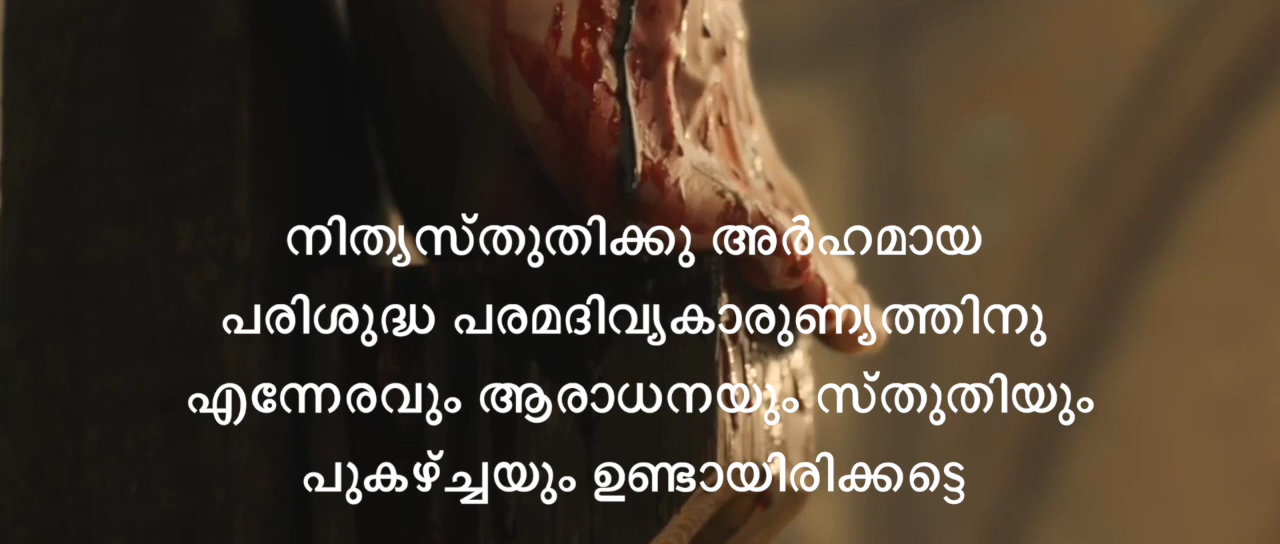 നിത്യസ്തുതിക്കു അർഹമായ
പരിശുദ്ധ പരമദിവ്യകാരുണ്യത്തിനു
എന്നേരവും ആരാധനയും സ്തുതിയും
പുകഴ്ച്ചയും ഉണ്ടായിരിക്കട്ടെ